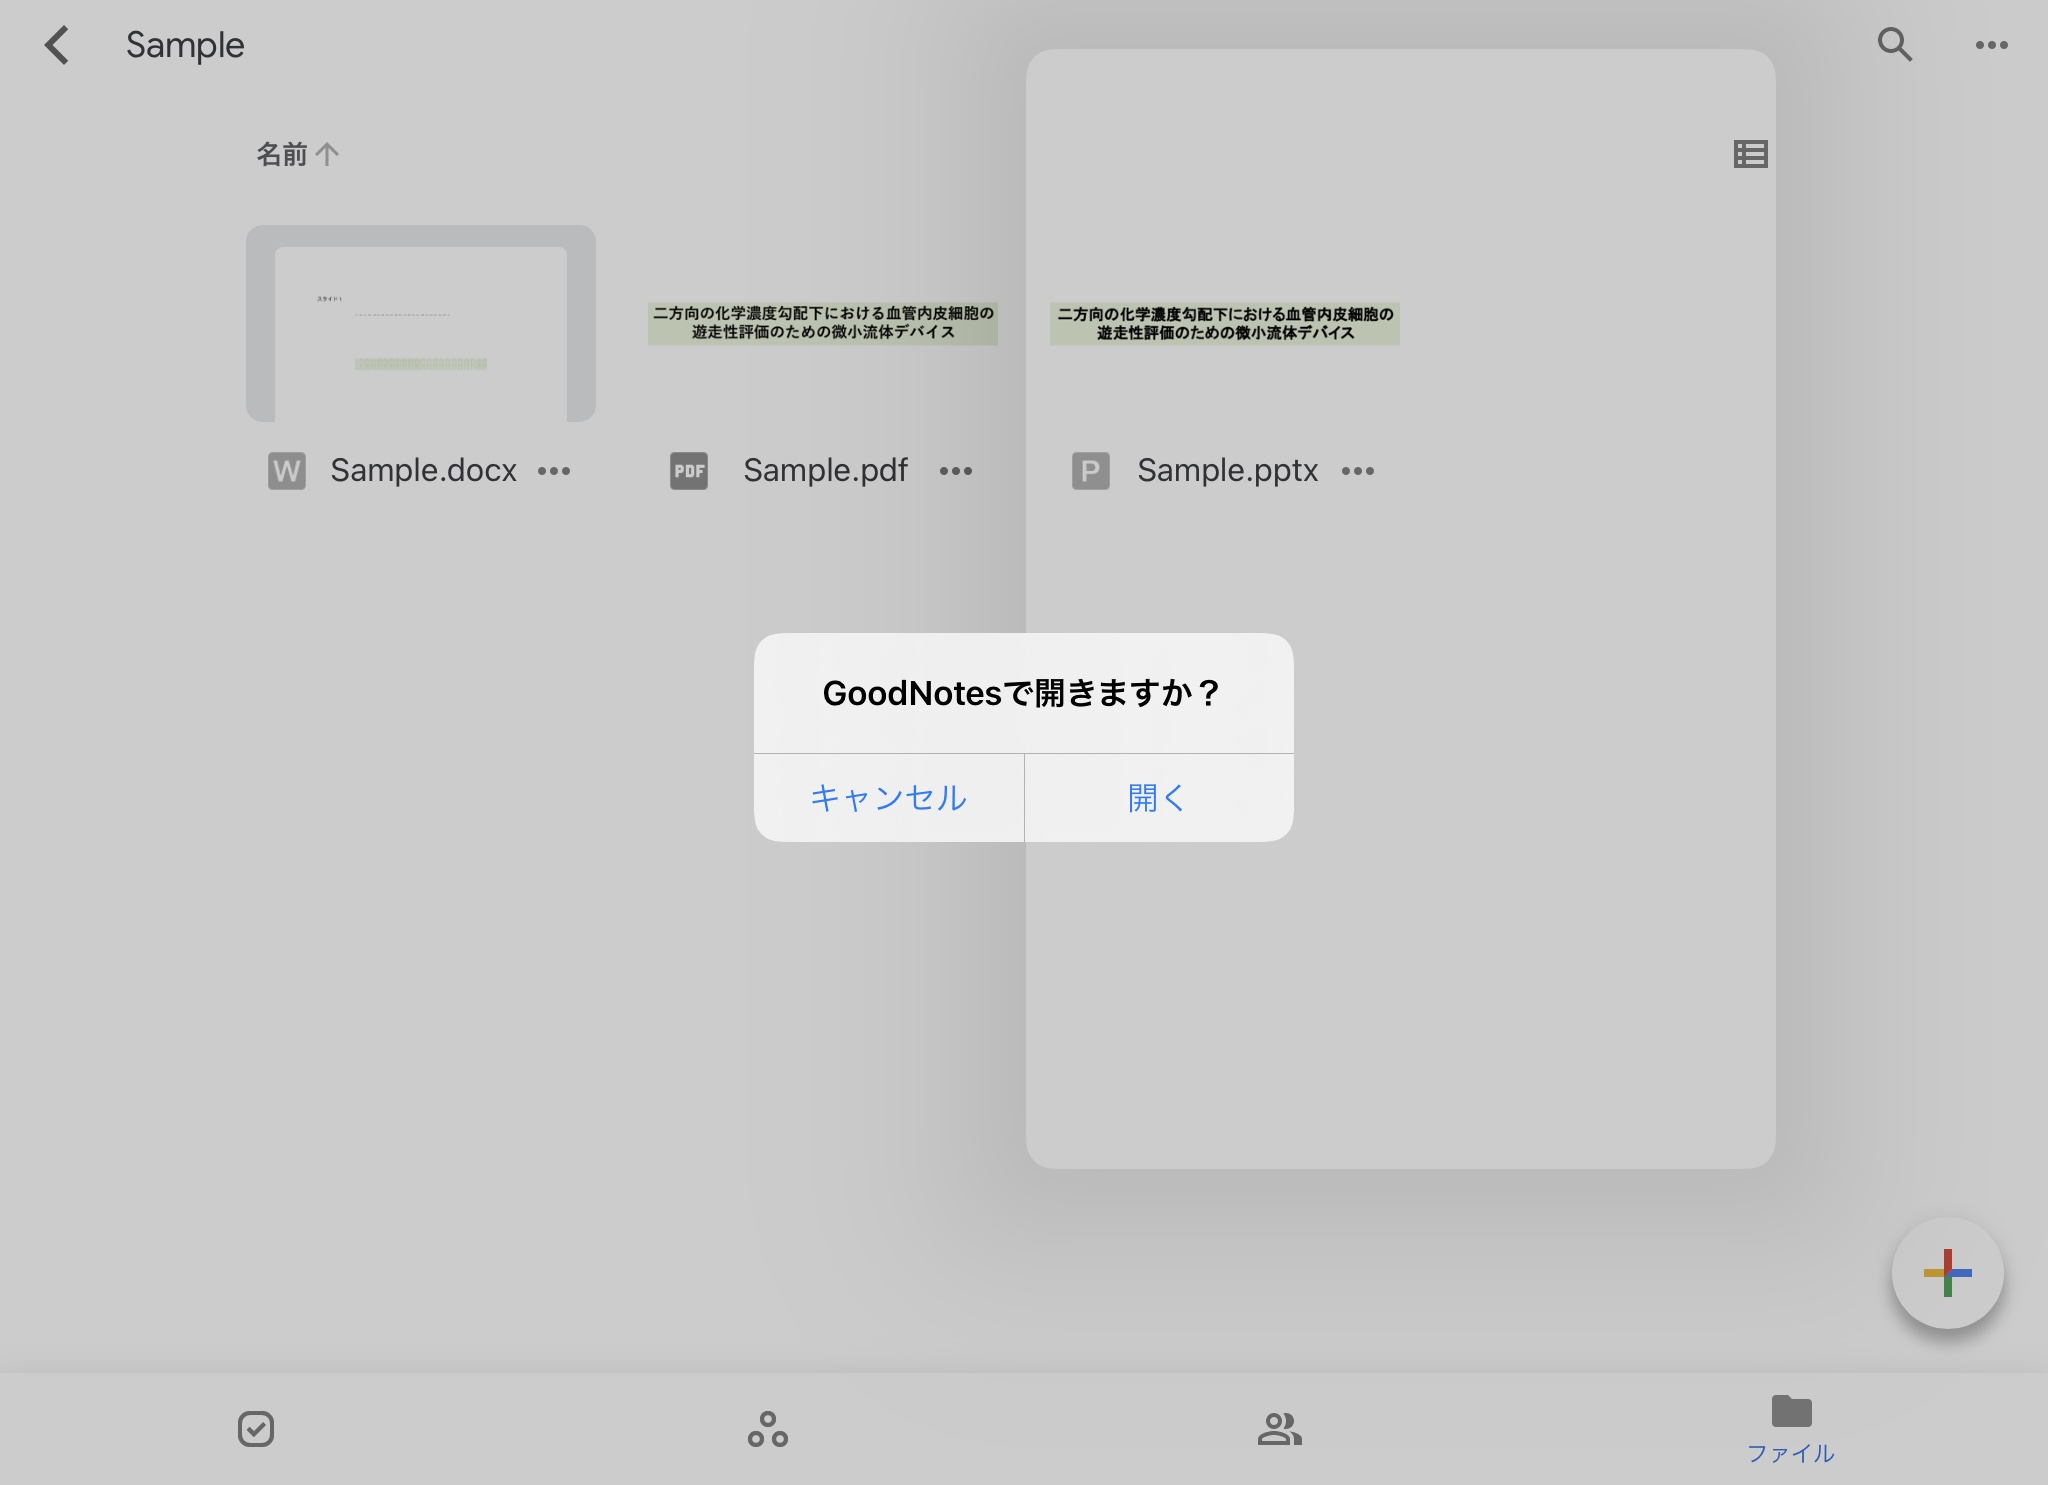 Sample
名前
スライド 1
二方向の化学濃度勾配下における血管内皮細胞の
遊走性評価のための微小流体デバイス
二方向の化学濃度勾配下における血管内皮細胞の
遊走性評価のための微小流体デバイス
W Sample.docx
PDF Sample.pdf
P Sample.pptx
GoodNotesで開きますか？
キャンセル
開く
ファイル